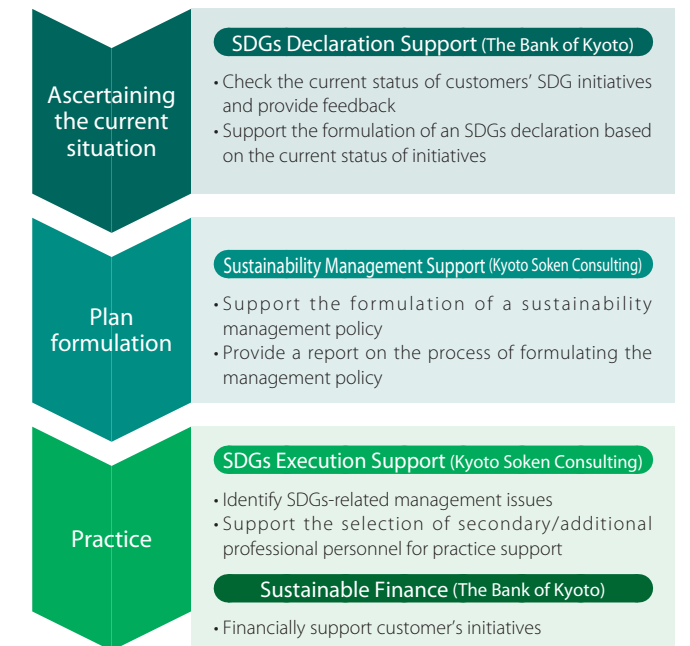 Ascertaining
the current
situation
SDGs Declaration Support (The Bank of Kyoto)
• Check the current status of customers’ SDG initiatives
and provide feedback
• Support the formulation of an SDGs declaration based
on the current status of initiatives
Plan
formulation
Sustainability Management Support (Kyoto Soken Consulting)
• Support the formulation of a sustainability
management policy
• Provide a report on the process of formulating the
management policy
Practice
SDGs Execution Support (Kyoto Soken Consulting)
• Identify SDGs-related management issues
• Support the selection of secondary/additional
professional personnel for practice support
Sustainable Finance (The Bank of Kyoto)
• Financially support customer’s initiatives